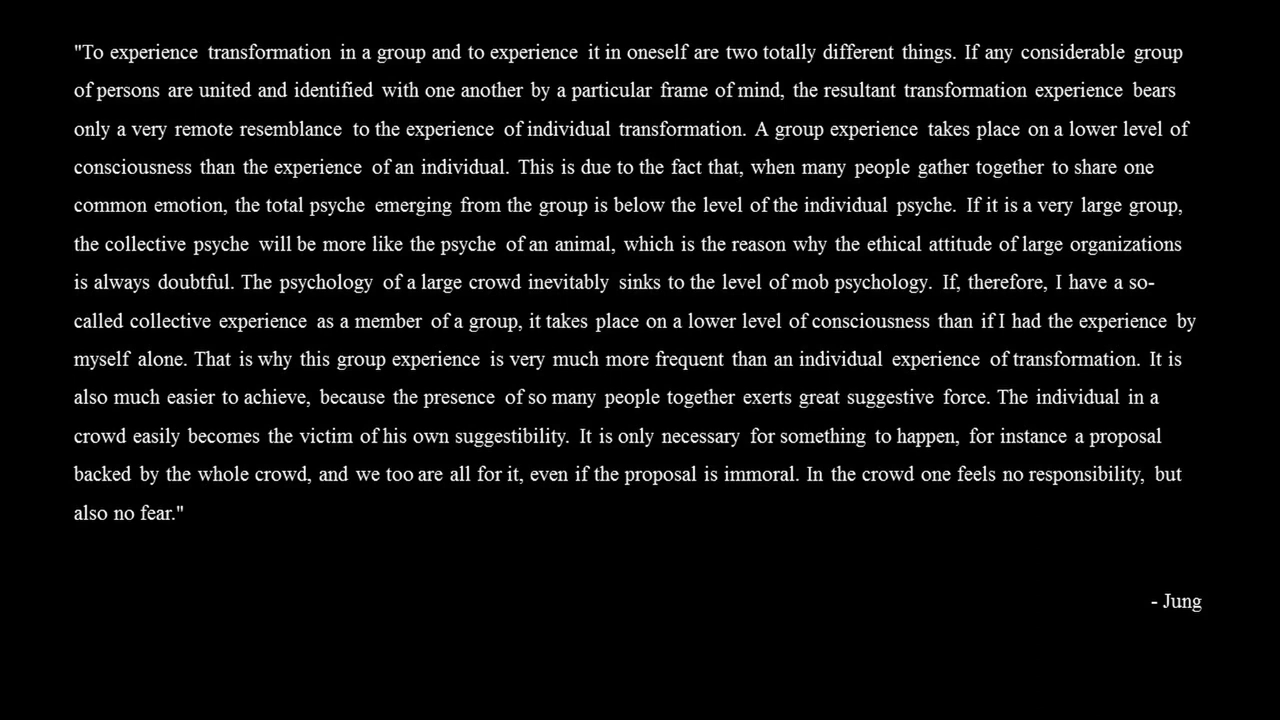 "To experience transformation in a group and to experience it in oneself are two totally different things. If any considerable group
of persons are united and identified with one another by a particular frame of mind, the resultant transformation experience bears
only a very remote resemblance to the experience of individual transformation. A group experience takes place on a lower level of
consciousness than the experience of an individual. This is due to the fact that, when many people gather together to share one
common emotion, the total psyche emerging from the group is below the level of the individual psyche. If it is a very large group,
the collective psyche will be more like the psyche of an animal, which is the reason why the ethical attitude of large organizations
is always doubtful. The psychology of a large crowd inevitably sinks to the level of mob psychology. If, therefore, I have a so-
called collective experience as a member of a group, it takes place on a lower level of consciousness than if I had the experience by
myself alone. That is why this group experience is very much more frequent than an individual experience of transformation. It is
also much easier to achieve, because the presence of so many people together exerts great suggestive force. The individual in a
crowd easily becomes the victim of his own suggestibility. It is only necessary for something to happen, for instance a proposal
backed by the whole crowd, and we too are all for it, even if the proposal is immoral. In the crowd one feels no responsibility, but
also no fear."
- Jung